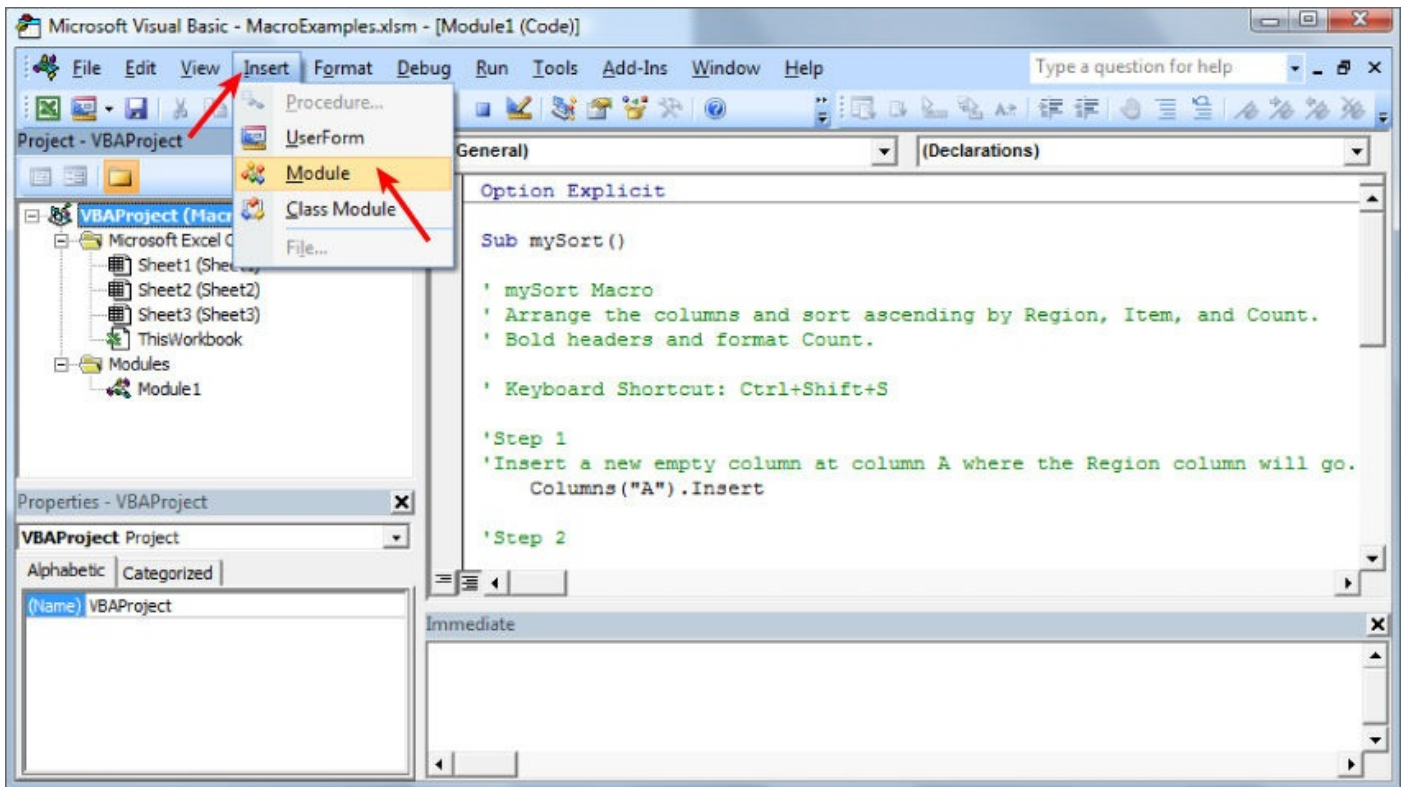 Microsoft Visual Basic - MacroExamples.xlsm - [Module1 (Code)]
File Edit View Insert Format Debug Run Tools Add-Ins Window Help Type a question for help
Procedure...
UserForm
Module
Class Module
File...
Project - VBAProject
VBAProject (Macr
Microsoft Excel O
Sheet1
Sheet2 (Sheet2)
Sheet3 (Sheet3)
ThisWorkbook
Modules
Module1
Properties - VBAProject
VBAProject Project
Alphabetic Categorized
(Name) VBAProject
General) (Declarations)
Option Explicit
Sub mySort()
' mySort Macro
' Arrange the columns and sort ascending by Region, Item, and Count.
' Bold headers and format Count.
' Keyboard Shortcut: Ctrl+Shift+S
'Step 1
'Insert a new empty column at column A where the Region column will go.
Columns("A").Insert
'Step 2
Immediate